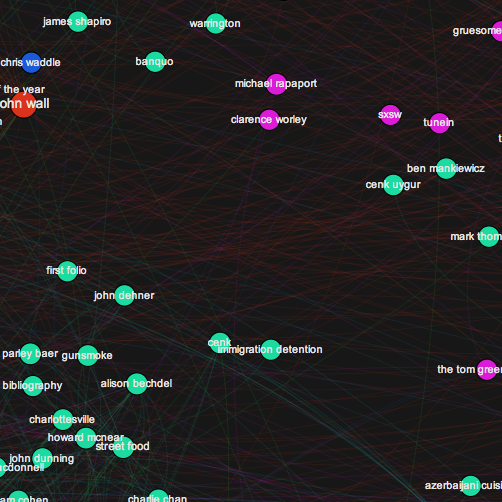 james shapiro
warrington
gruesome
chris waddle
banquo
michael rapaport
the year
ohn wall
clarence worley
sxsw
tunein
ben mankiewicz
cenk uygur
mark thom
first folio
john dehner
cenk
immigration detention
parley baer
gunsmoke
the tom gree
bibliography
alison bechdel
charlottesville
howard mcnear
street food
john dunning
acdonnell
am cohen
charlie chan
azerbaijani cuis